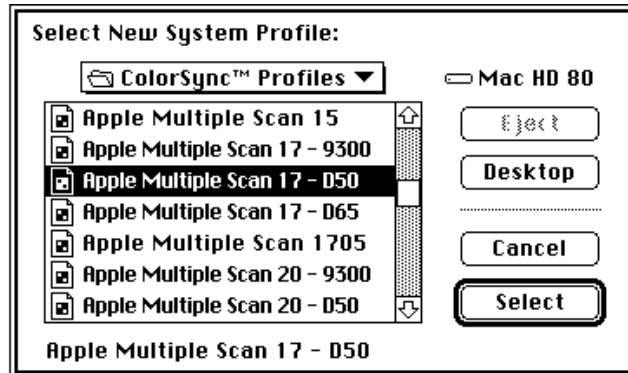 Select New System Profile:
ColorSync™ Profiles
Mac HD 80
Apple Multiple Scan 15
Apple Multiple Scan 17 - 9300
Apple Multiple Scan 17 - D50
Apple Multiple Scan 17 - D65
Apple Multiple Scan 1705
Apple Multiple Scan 20 - 9300
Apple Multiple Scan 20 - D50
Eject
Desktop
Cancel
Select
Apple Multiple Scan 17 - D50